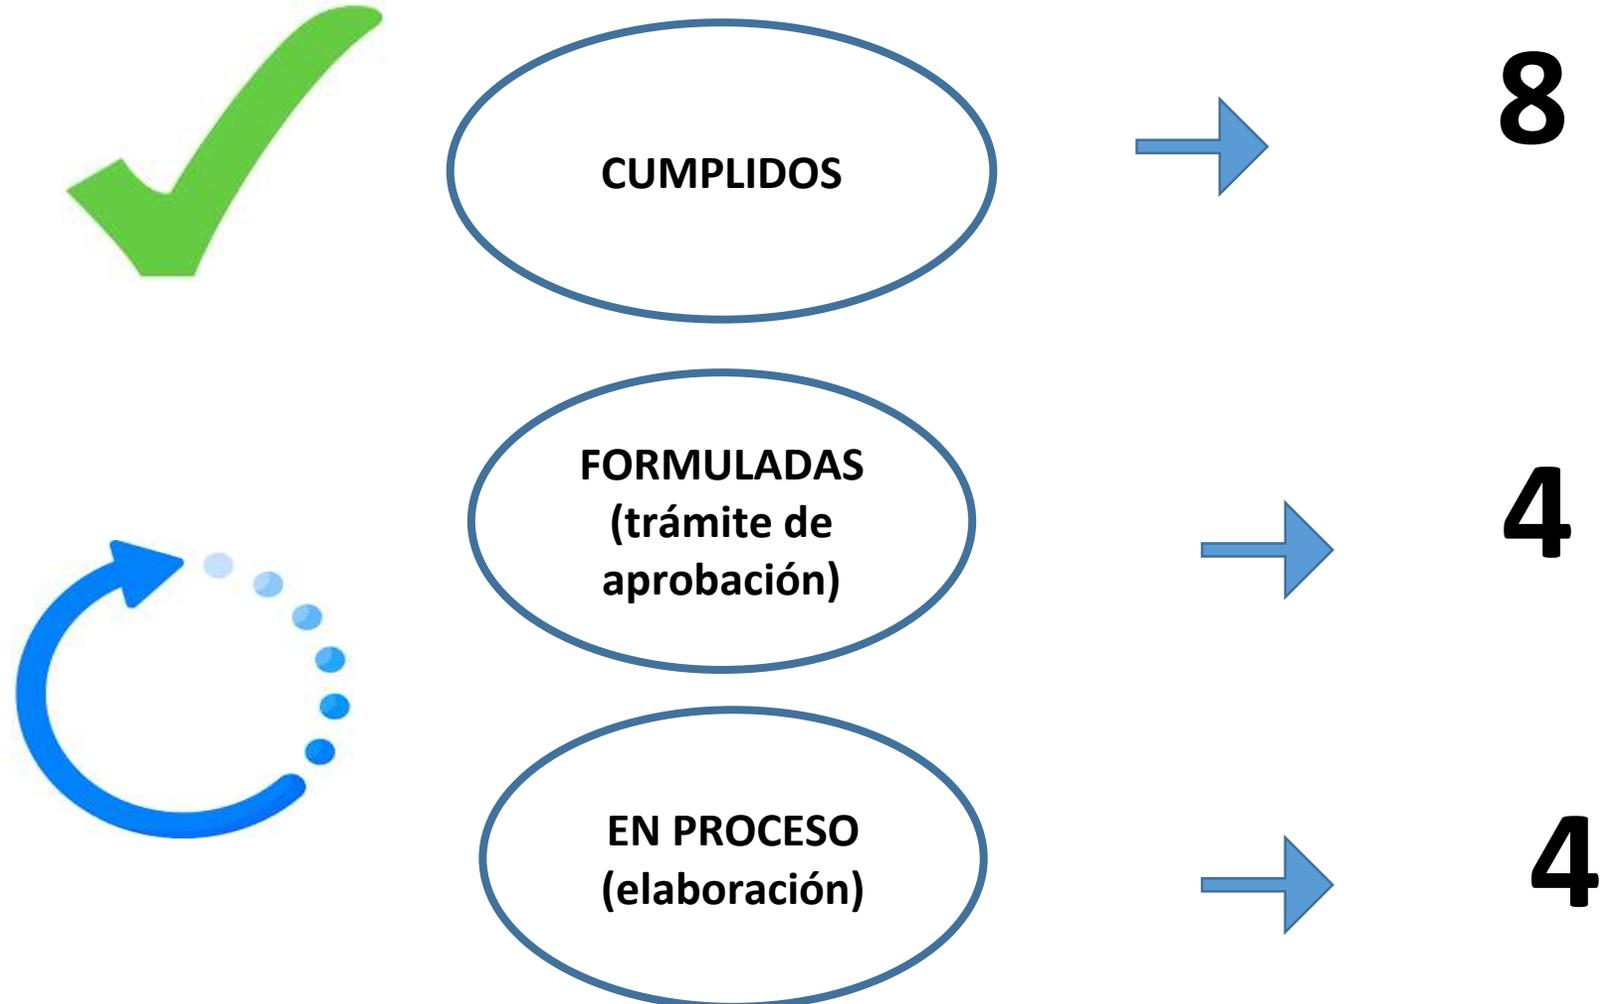 CUMPLIDOS
8
FORMULADAS
(trámite de
aprobación)
4
EN PROCESO
(elaboración)
4